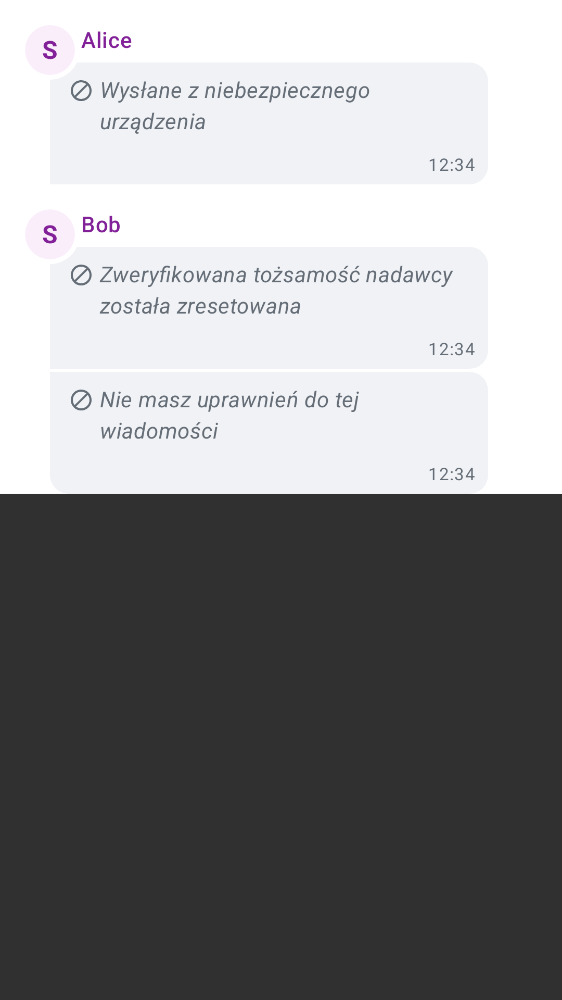 S
Alice
Wysłane z niebezpiecznego
urządzenia
12:34
S
Bob
Zweryfikowana tożsamość nadawcy
została zresetowana
12:34
Nie masz uprawnień do tej
wiadomości
12:34